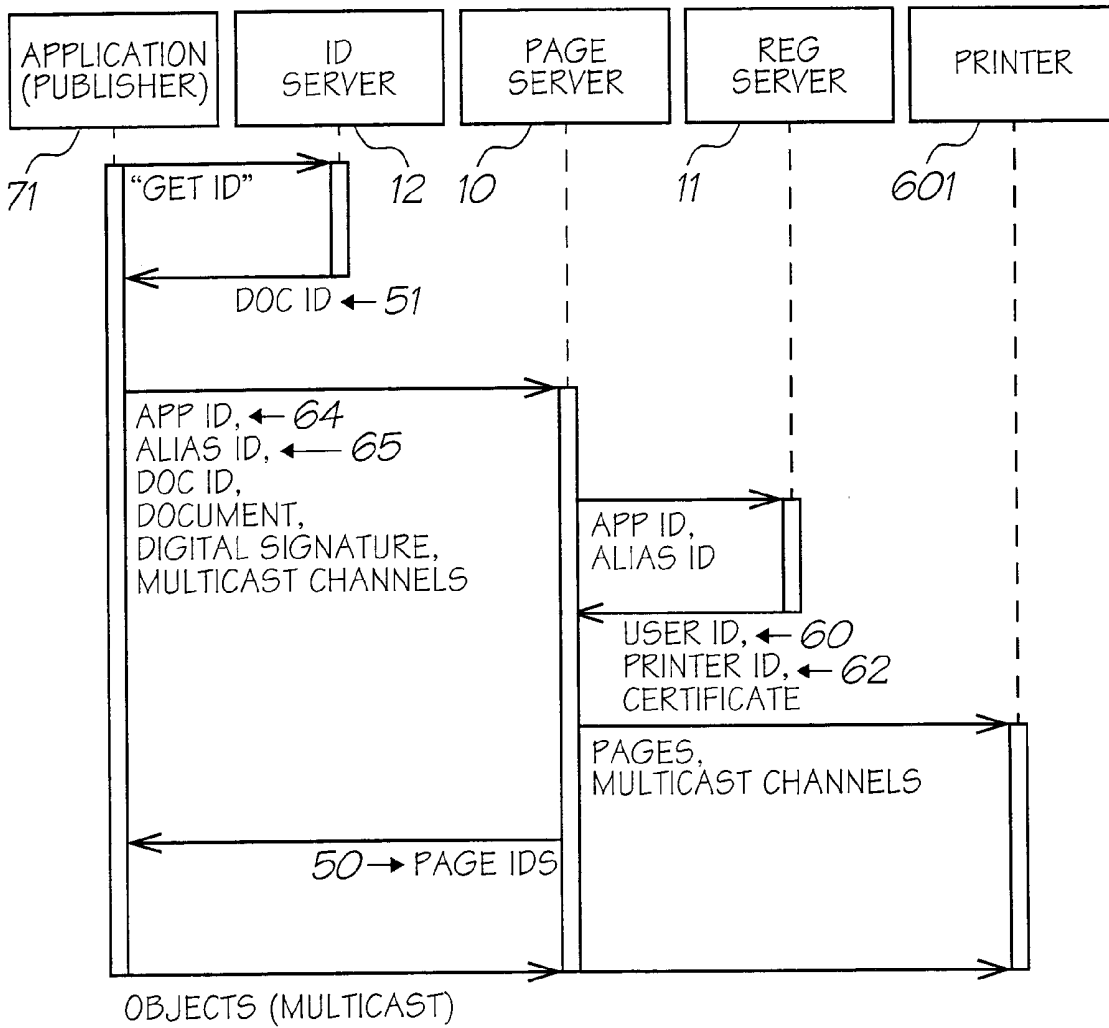 APPLICATION
(PUBLISHER)
ID
SERVER
PAGE
SERVER
REG
SERVER
PRINTER
71
12
10
11
601
"GET ID"
DOC ID ← 51
APP ID, ← 64
ALIAS ID, ← 65
DOC ID,
DOCUMENT,
DIGITAL SIGNATURE,
MULTICAST CHANNELS
APP ID,
ALIAS ID
USER ID, ← 60
PRINTER ID, ← 62
CERTIFICATE
PAGES,
MULTICAST CHANNELS
50 → PAGE IDS
OBJECTS (MULTICAST)